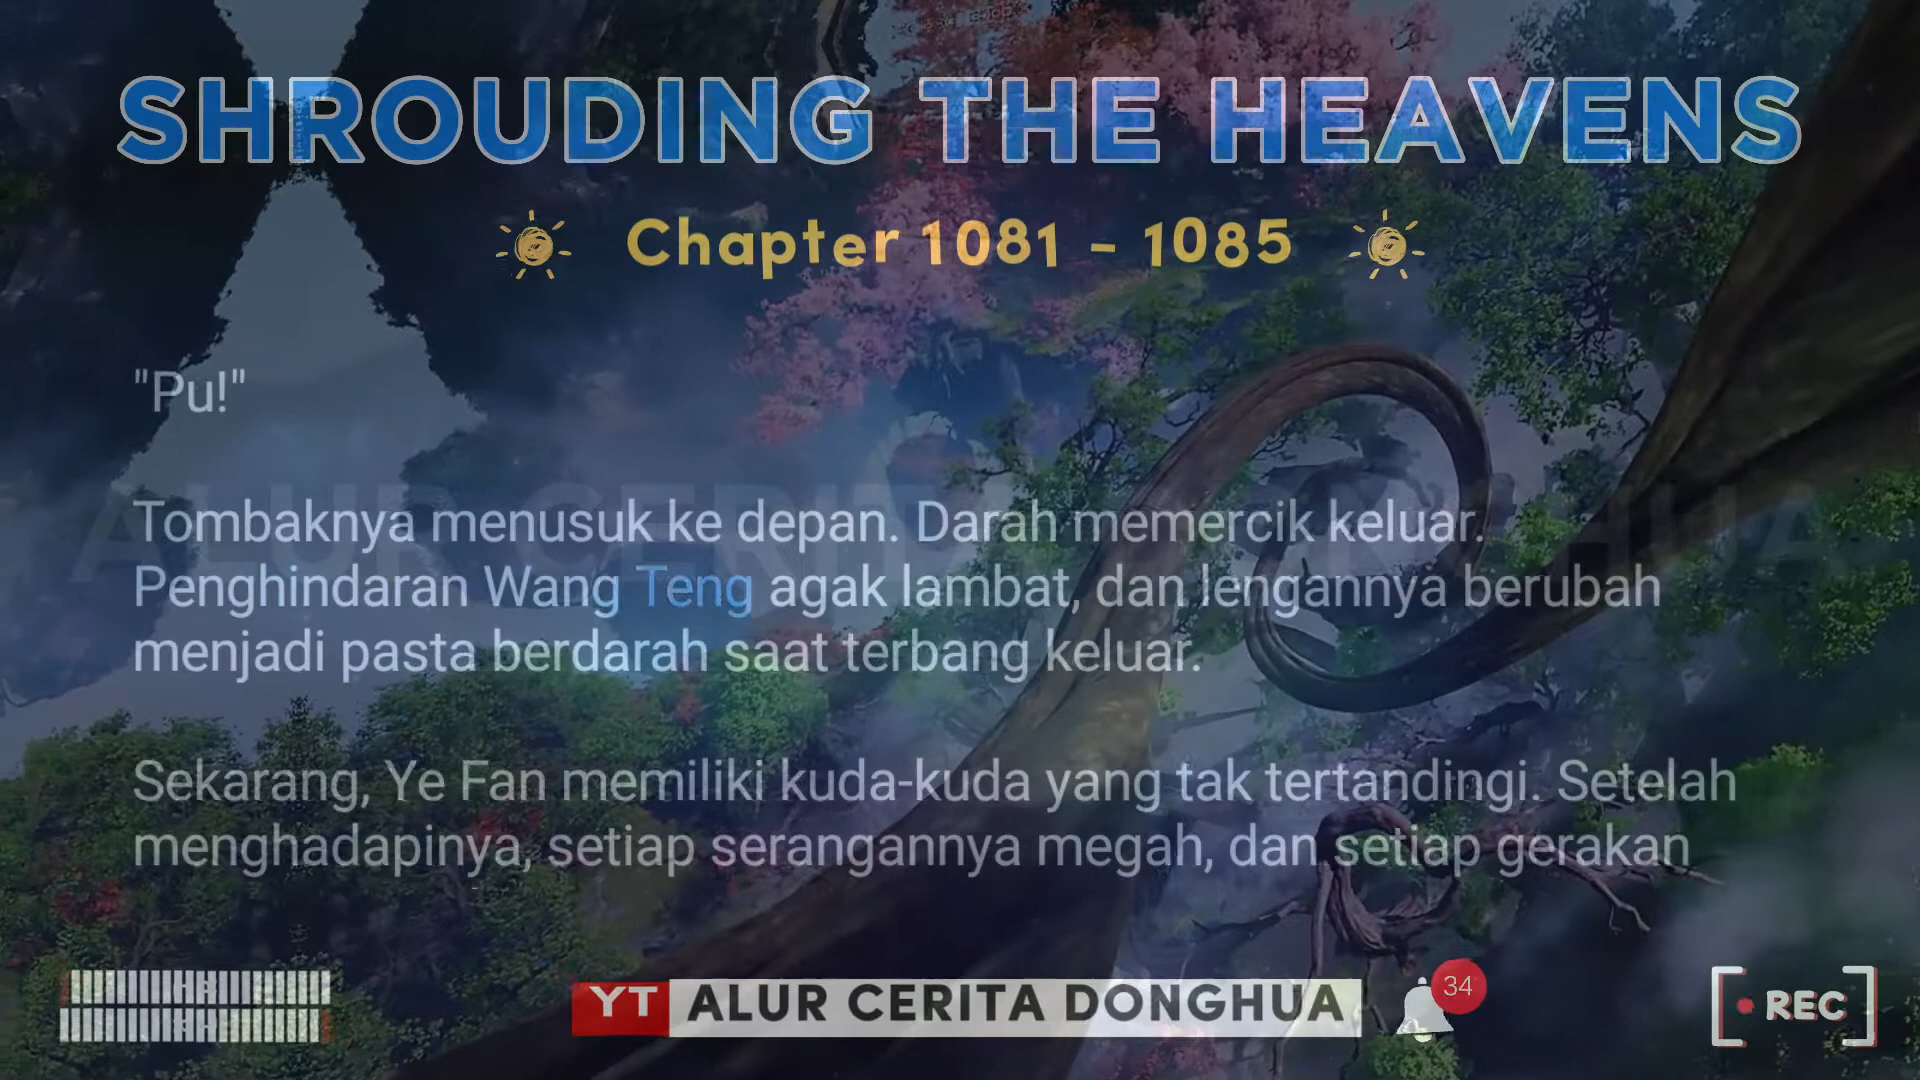 SHROUDING THE HEAVENS
Chapter 1081 - 1085
"Pu!"
Tombaknya menusuk ke depan. Darah memercik keluar.
Penghindaran Wang Teng agak lambat, dan lengannya berubah
menjadi pasta berdarah saat terbang keluar.
Sekarang, Ye Fan memiliki kuda-kuda yang tak tertandingi. Setelah
menghadapinya, setiap serangannya megah, dan setiap gerakan
YT ALUR CERITA DONGHUA
34
REC